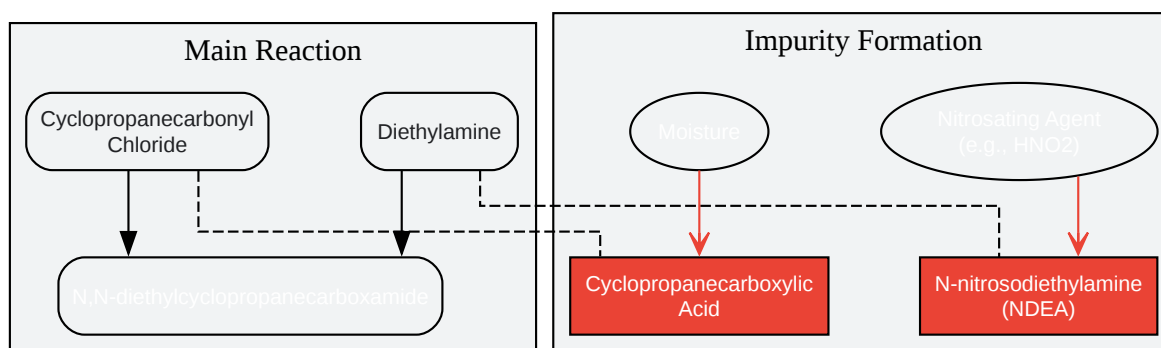 Main Reaction
Cyclopropanecarbonyl
Chloride
Diethylamine
N,N-diethylcyclopropanecarboxamide
Impurity Formation
Moisture
Nitrosating Agent
(e.g., HNO2)
Cyclopropanecarboxylic
Acid
N-nitrosodiethylamine
(NDEA)